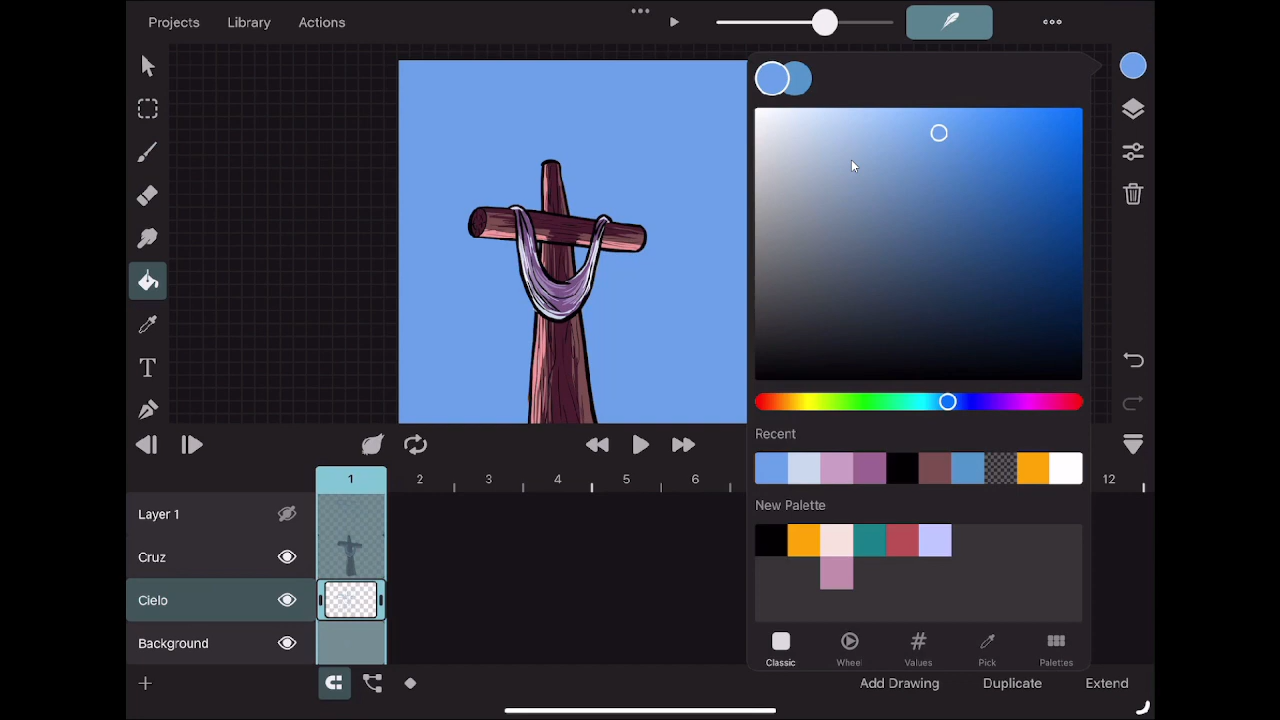 Projects Library Actions
1 2 3 4 5 6 12
Recent
New Palette
Layer 1
Cruz
Cielo
Background
Classic Wheel Values Pick Palettes
Add Drawing Duplicate Extend